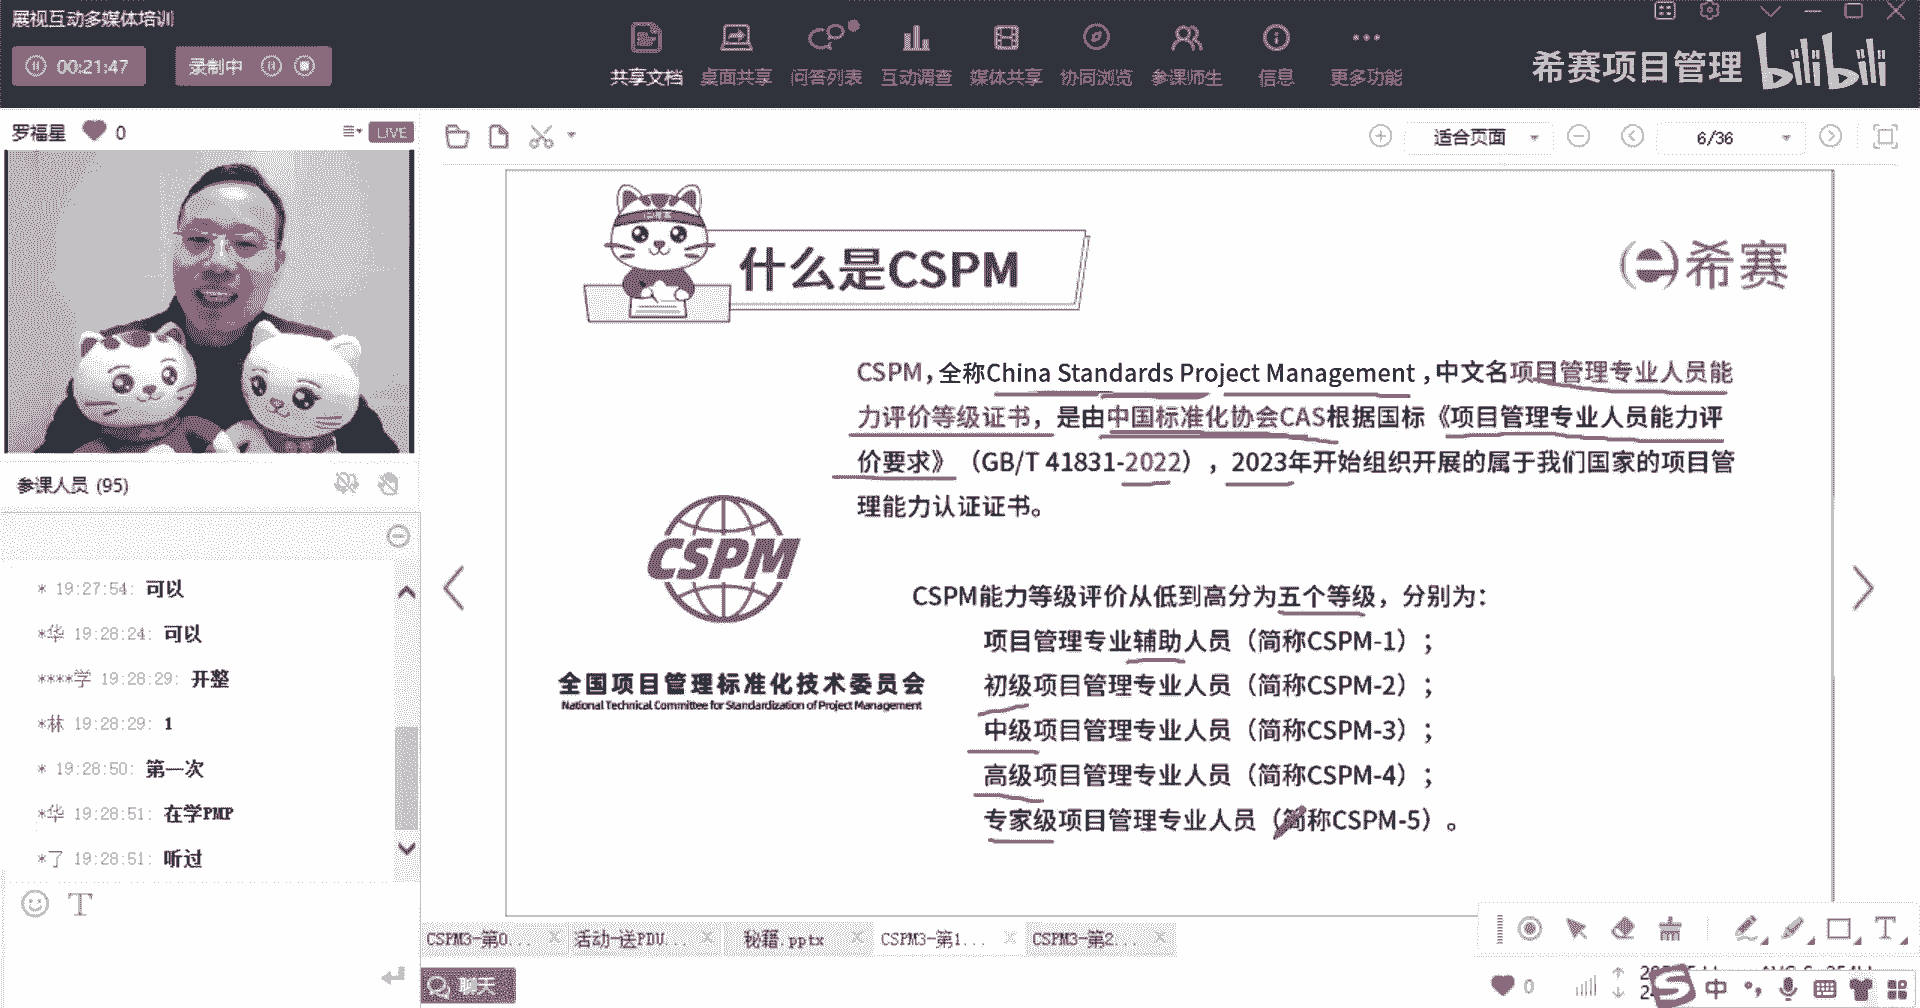 展视互动多媒体培训
00:21:47
录制中
共享文档
桌面共享
问答列表
互动调查
媒体共享
协同浏览
参课师生
信息
更多功能
希赛项目管理
bilibili
罗福星
0
LIVE
适合页面
6/36
什么是CSPM
希赛
CSPM，全称China Standards Project Management ，中文名项目管理专业人员能
力评价等级证书，是由中国标准化协会CAS根据国标《项目管理专业人员能力评
价要求》（GB/T 41831-2022），2023年开始组织开展的属于我们国家的项目管
理能力认证证书。
CSPM
全国项目管理标准化技术委员会
National Technical Committee for Standardization of Project Management
CSPM能力等级评价从低到高分为五个等级，分别为：
项目管理专业辅助人员（简称CSPM-1）；
初级项目管理专业人员（简称CSPM-2）；
中级项目管理专业人员（简称CSPM-3）；
高级项目管理专业人员（简称CSPM-4）；
专家级项目管理专业人员（简称CSPM-5）。
参课人员 (95)
* 19:27:54: 可以
*华 19:28:24: 可以
****学 19:28:29: 开整
*林 19:28:29: 1
* 19:28:50: 第一次
*华 19:28:51: 在学PMP
*了 19:28:51: 听过
T
CSPM3-第0...
活动-送PDU...
秘籍.pptx
CSPM3-第1...
CSPM3-第2...
T
聊天
0
S
中